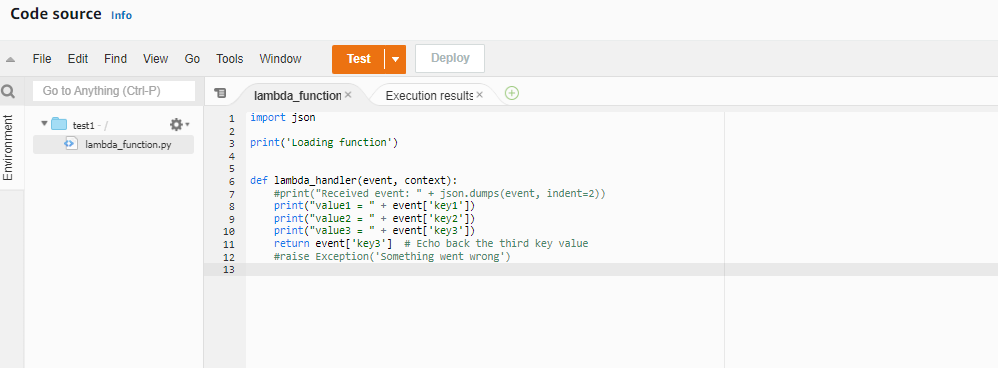 Code source Info
File Edit Find View Go Tools Window Test Deploy
Go to Anything (Ctrl-P)
lambda_function × Execution results ×
Environment
test1 - /
lambda_function.py
1 import json
2
3 print('Loading function')
4
5
6 def lambda_handler(event, context):
7 #print("Received event: " + json.dumps(event, indent=2))
8 print("value1 = " + event['key1'])
9 print("value2 = " + event['key2'])
10 print("value3 = " + event['key3'])
11 return event['key3']  # Echo back the third key value
12 #raise Exception('Something went wrong')
13